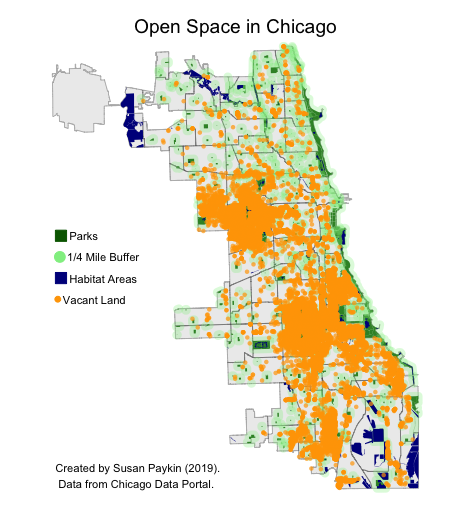 Open Space in Chicago
Parks
1/4 Mile Buffer
Habitat Areas
Vacant Land
Created by Susan Paykin (2019).
Data from Chicago Data Portal.